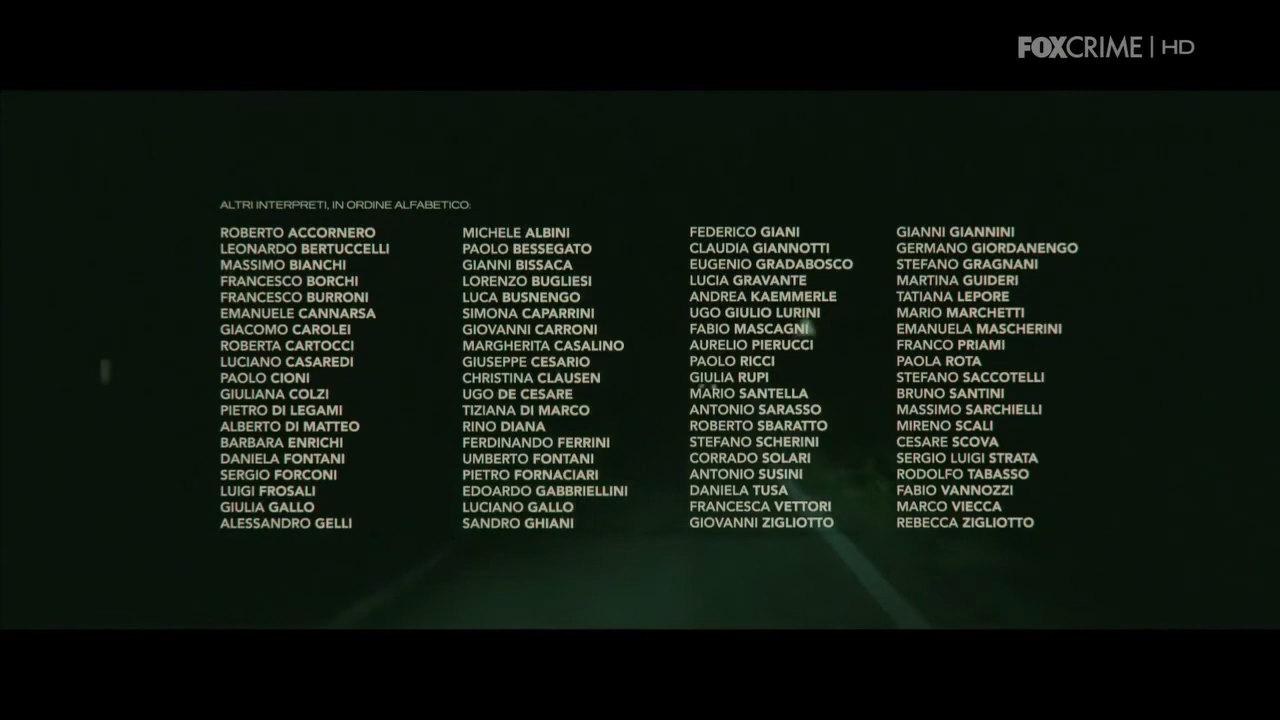 FOXCRIME | HD
ALTRI INTERPRETI, IN ORDINE ALFABETICO:
ROBERTO ACCORNERO
LEONARDO BERTUCCELLI
MASSIMO BIANCHI
FRANCESCO BORCHI
FRANCESCO BURRONI
EMANUELE CANNARSA
GIACOMO CAROLEI
ROBERTA CARTOCCI
LUCIANO CASAREDI
PAOLO CIONI
GIULIANA COLZI
PIETRO DI LEGAMI
ALBERTO DI MATTEO
BARBARA ENRICHI
DANIELA FONTANI
SERGIO FORCONI
LUIGI FROSALI
GIULIA GALLO
ALESSANDRO GELLI
MICHELE ALBINI
PAOLO BESSEGATO
GIANNI BISSACA
LORENZO BUGLIESI
LUCA BUSNENGO
SIMONA CAPARRINI
GIOVANNI CARRONI
MARGHERITA CASALINO
GIUSEPPE CESARIO
CHRISTINA CLAUSEN
UGO DE CESARE
TIZIANA DI MARCO
RINO DIANA
FERDINANDO FERRINI
UMBERTO FONTANI
PIETRO FORNACIARI
EDOARDO GABBRIELLINI
LUCIANO GALLO
SANDRO GHIANI
FEDERICO GIANI
CLAUDIA GIANNOTTI
EUGENIO GRADABOSCO
LUCIA GRAVANTE
ANDREA KAEMMERLE
UGO GIULIO LURINI
FABIO MASCAGNI
AURELIO PIERUCCI
PAOLO RICCI
GIULIA RUPI
MARIO SANTELLA
ANTONIO SARASSO
ROBERTO SBARATTO
STEFANO SCHERINI
CORRADO SOLARI
ANTONIO SUSINI
DANIELA TUSA
FRANCESCA VETTORI
GIOVANNI ZIGLIOTTO
GIANNI GIANNINI
GERMANO GIORDANENGO
STEFANO GRAGNANI
MARTINA GUIDERI
TATIANA LEPORE
MARIO MARCHETTI
EMANUELA MASCHERINI
FRANCO PRIAMI
PAOLA ROTA
STEFANO SACCOTELLI
BRUNO SANTINI
MASSIMO SARCHIELLI
MIRENO SCALI
CESARE SCOVA
SERGIO LUIGI STRATA
RODOLFO TABASSO
FABIO VANNOZZI
MARCO VIECCA
REBECCA ZIGLIOTTO